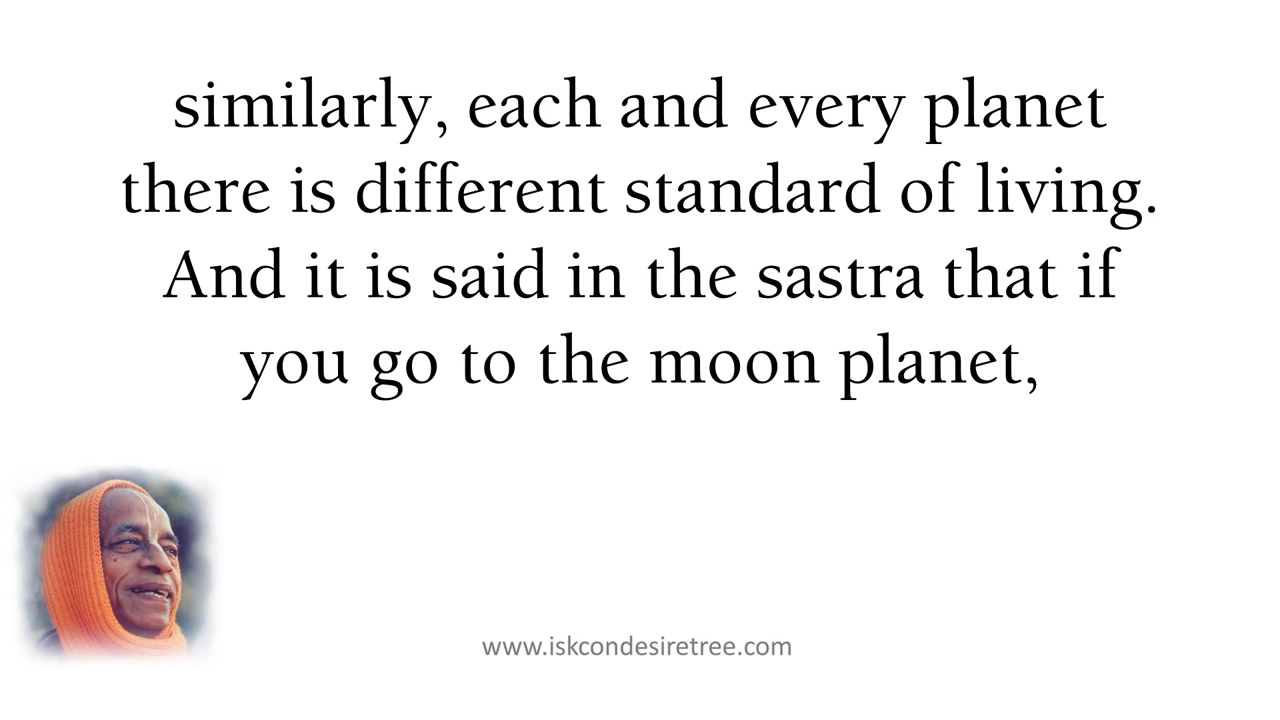 similarly, each and every planet
there is different standard of living.
And it is said in the sastra that if
you go to the moon planet,
www.iskcondesiretree.com